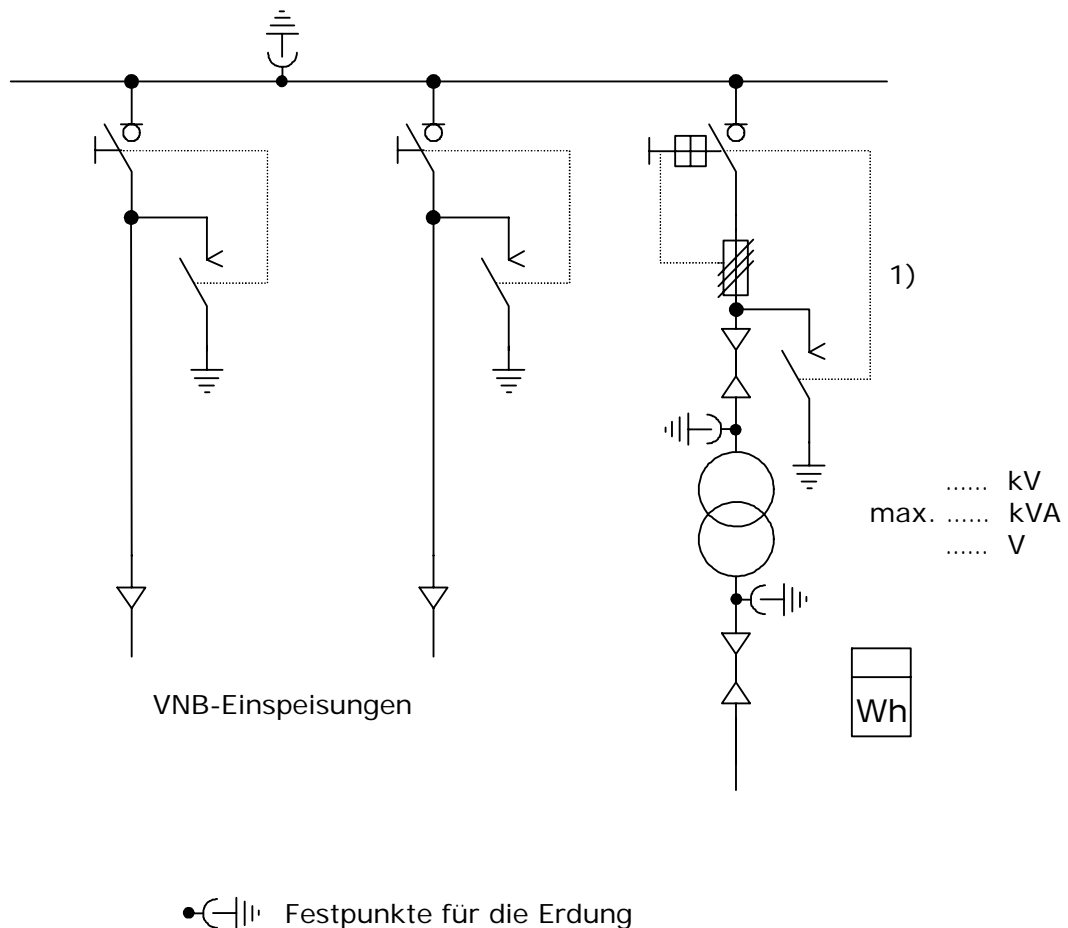 1)
...... kV
max. ...... kVA
...... V
VNB-Einspeisungen
Wh
Festpunkte für die Erdung